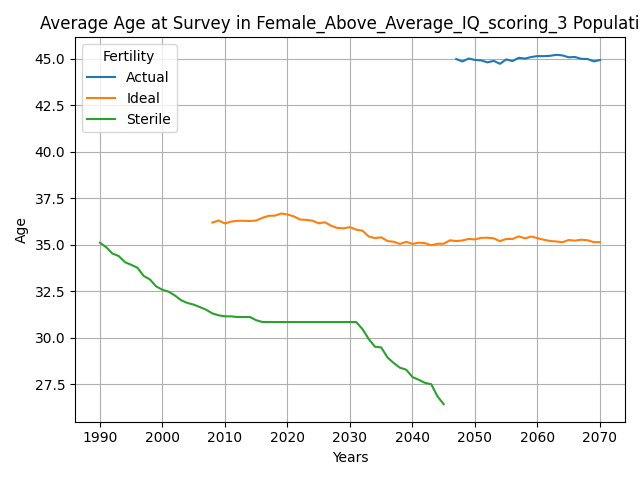 Average Age at Survey in Female_Above_Average_IQ_scoring_3 Populati
Fertility
Actual
Ideal
Sterile
45.0
42.5
40.0
37.5
35.0
32.5
30.0
27.5
Age
1990 2000 2010 2020 2030 2040 2050 2060 2070
Years